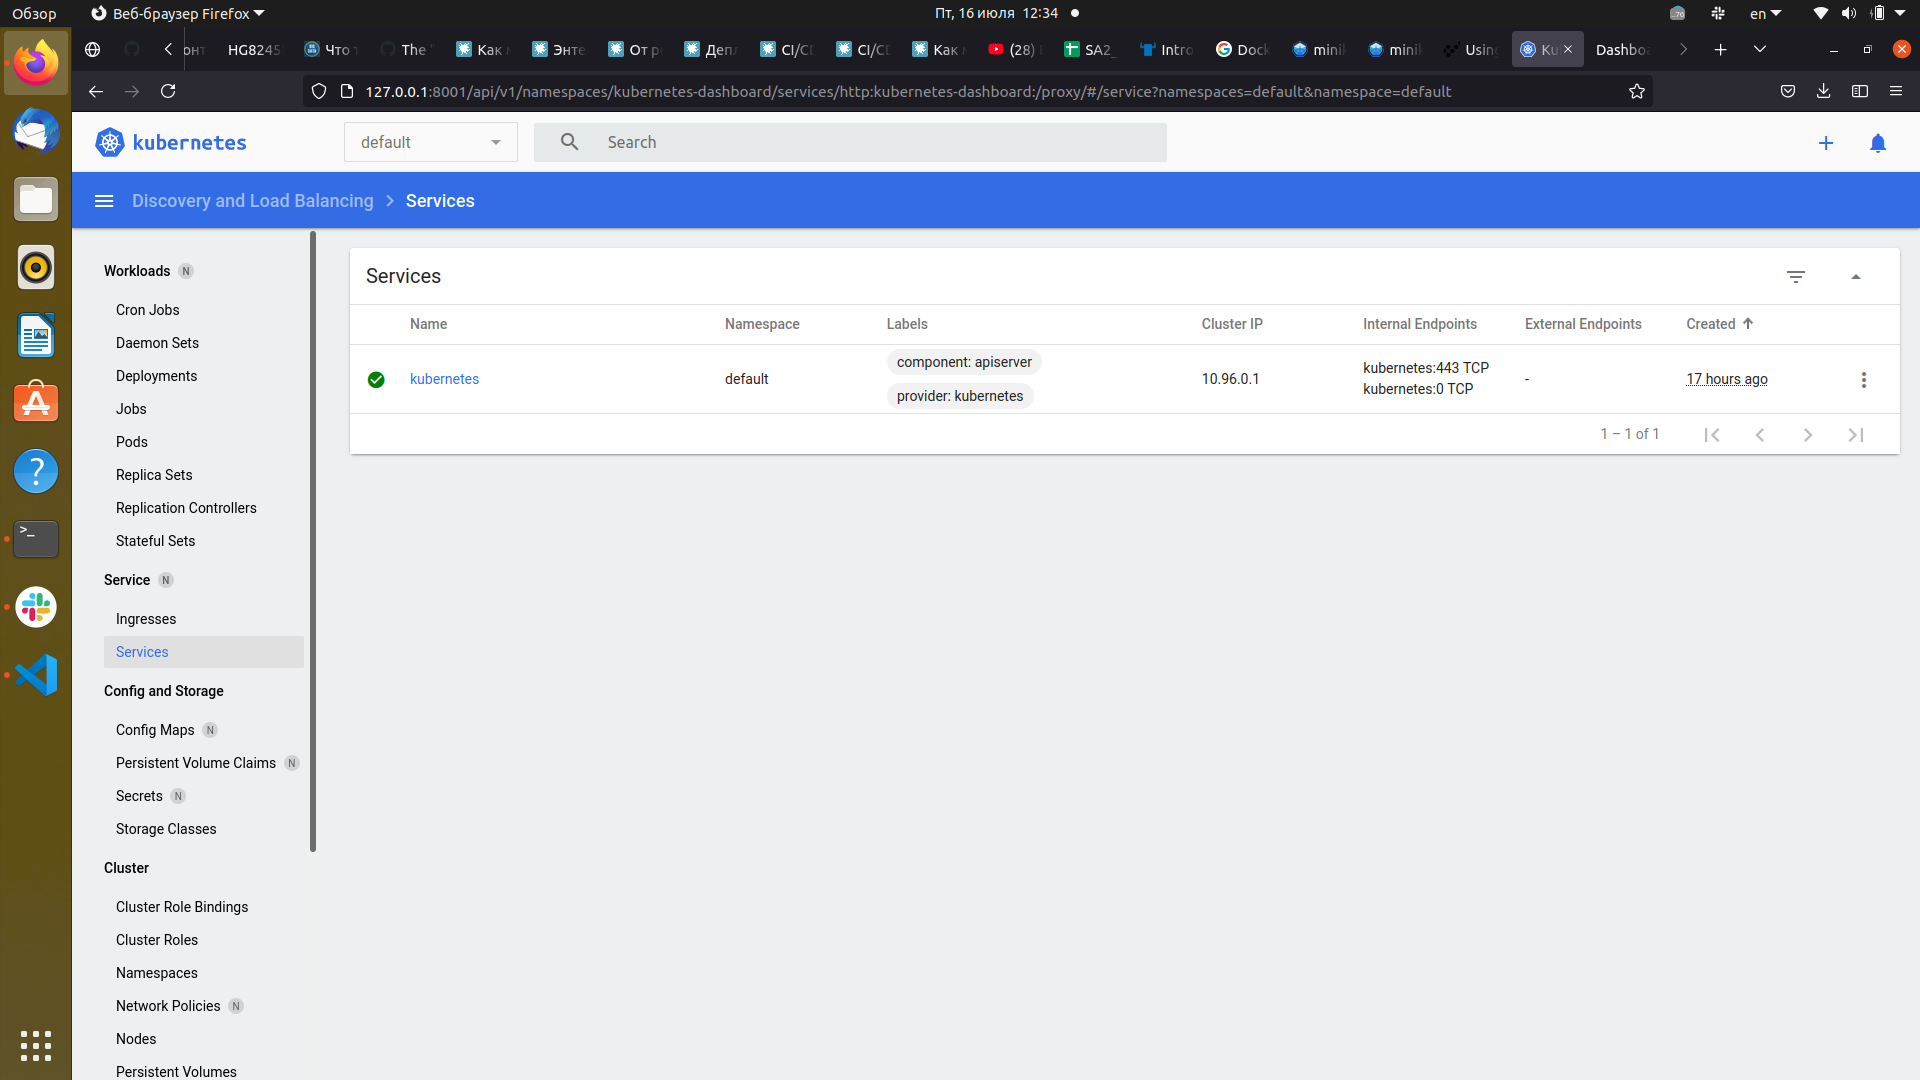 Обзор
Веб-браузер Firefox
Пт, 16 июля 12:34
en
HG8245
Что
The
Как
Энте
От р
Депл
CI/CD
CI/CD
Как
(28)
SA2_
Intro
Dock
mini
mini
Using
Ku
Dashbo
127.0.0.1:8001/api/v1/namespaces/kubernetes-dashboard/services/http:kubernetes-dashboard:/proxy/#/service?namespaces=default&namespace=default
kubernetes
default
Search
Discovery and Load Balancing
Services
Workloads N
Cron Jobs
Daemon Sets
Deployments
Jobs
Pods
Replica Sets
Replication Controllers
Stateful Sets
Service N
Ingresses
Services
Config and Storage
Config Maps N
Persistent Volume Claims N
Secrets N
Storage Classes
Cluster
Cluster Role Bindings
Cluster Roles
Namespaces
Network Policies N
Nodes
Persistent Volumes
Services
Name Namespace Labels Cluster IP Internal Endpoints External Endpoints Created
kubernetes default component: apiserver provider: kubernetes 10.96.0.1 kubernetes:443 TCP kubernetes:0 TCP - 17 hours ago
1 – 1 of 1